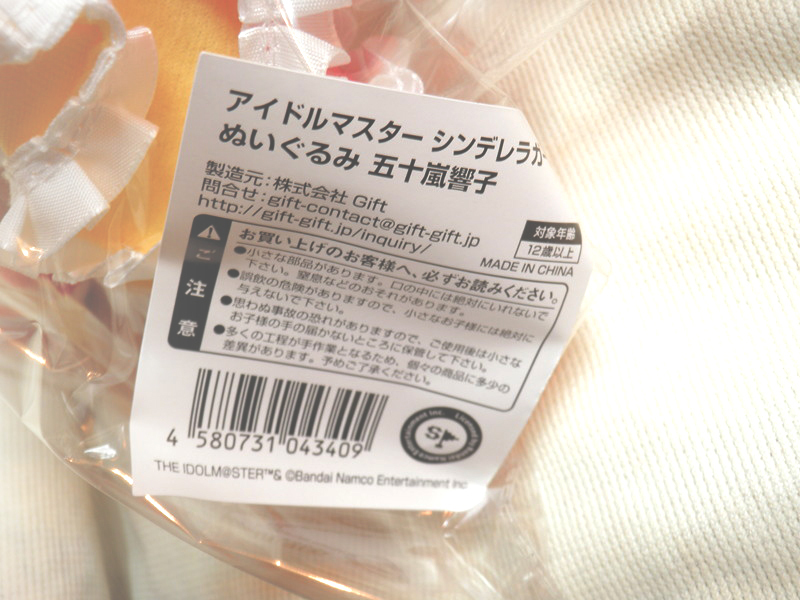 アイドルマスター シンデレラガ
ぬいぐるみ 五十嵐響子
製造元：株式会社 Gift
問合せ：gift-contact@gift-gift.jp
http://gift-gift.jp/inquiry/
対象年齢
12歳以上
MADE IN CHINA
ご注意
お買い上げのお客様へ、必ずお読みください。
●小さな部品があります。口の中には絶対にいれないで
下さい。窒息などのおそれがあります。
●誤飲の危険がありますので、小さなお子様には絶対に
与えないで下さい。
●思わぬ事故の恐れがありますので、ご使用後は小さな
お子様の手の届かないところに保管して下さい。
●多くの工程が手作業となるため、個々の商品に多少の
差異があります。予めご了承ください。
4 580731 043409
THE IDOLM@STER™& ©Bandai Namco Entertainment Inc